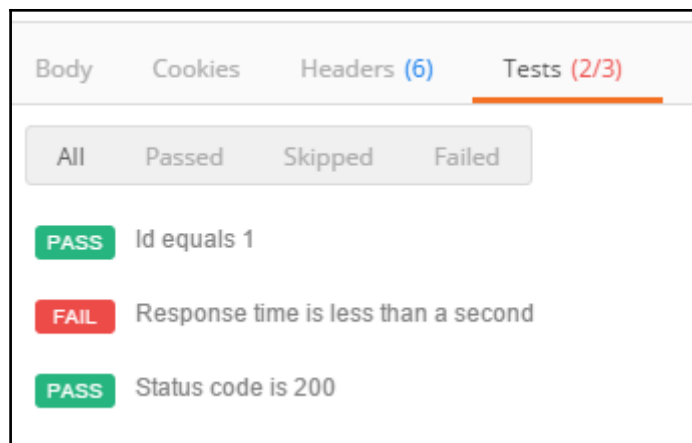 Body Cookies Headers (6) Tests (2/3)
All Passed Skipped Failed
PASS Id equals 1
FAIL Response time is less than a second
PASS Status code is 200